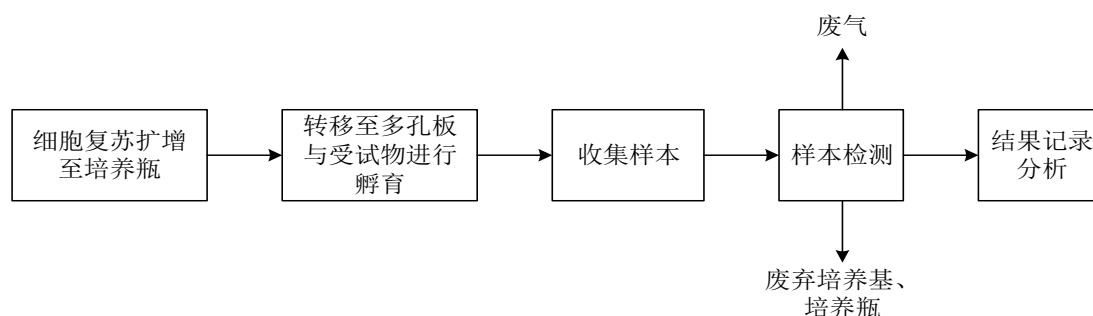 废气
细胞复苏扩增
至培养瓶
转移至多孔板
与受试物进行
孵育
收集样本
样本检测
结果记录
分析
废弃培养基、
培养瓶